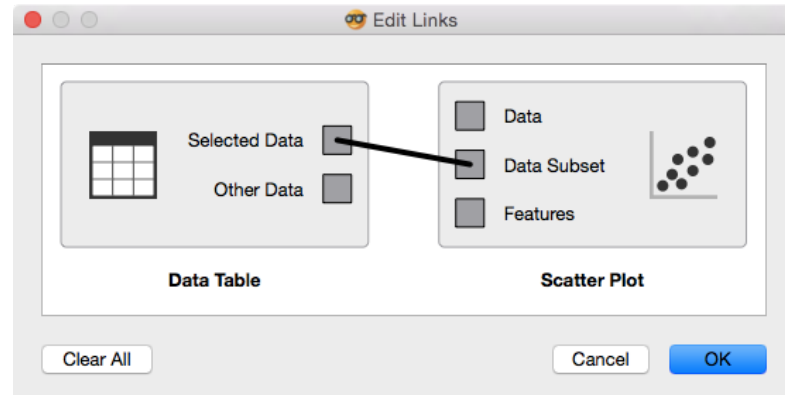 Edit Links
Selected Data
Other Data
Data Table
Data
Data Subset
Features
Scatter Plot
Clear All
Cancel
OK